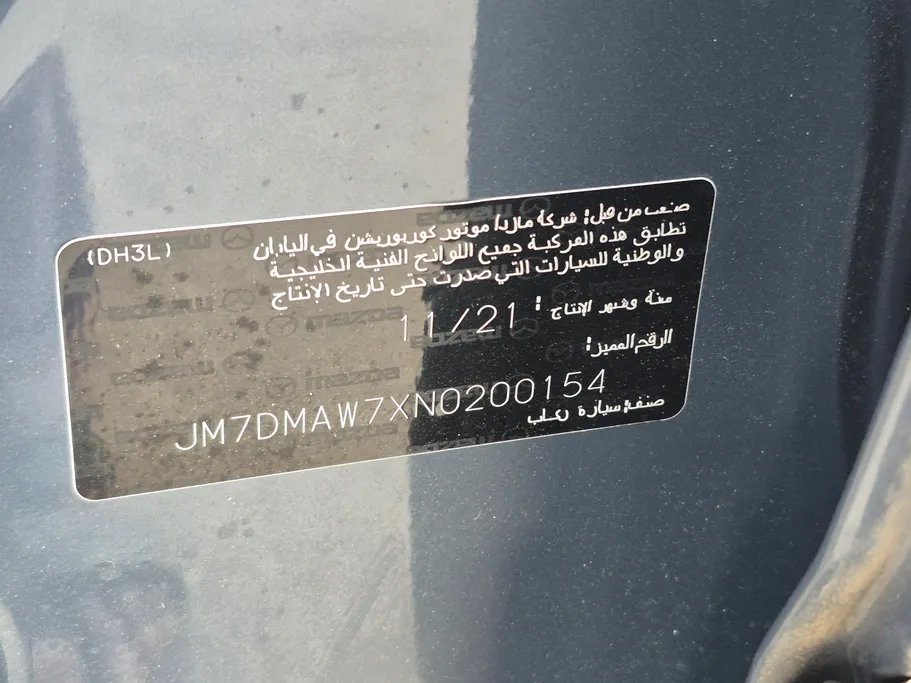 (DH3L)
صنعت من قبل: شركة مازدا موتور كوربوريشن في اليابان
تطابق هذه المركبة جميع اللوائح الفنية الخليجية
والوطنية للسيارات التي صدرت حتى تاريخ الإنتاج
سنة وشهر الإنتاج : 11/21
الرقم المميز:
JM7DMAW7XN0200154
صنف: سيارة ركاب